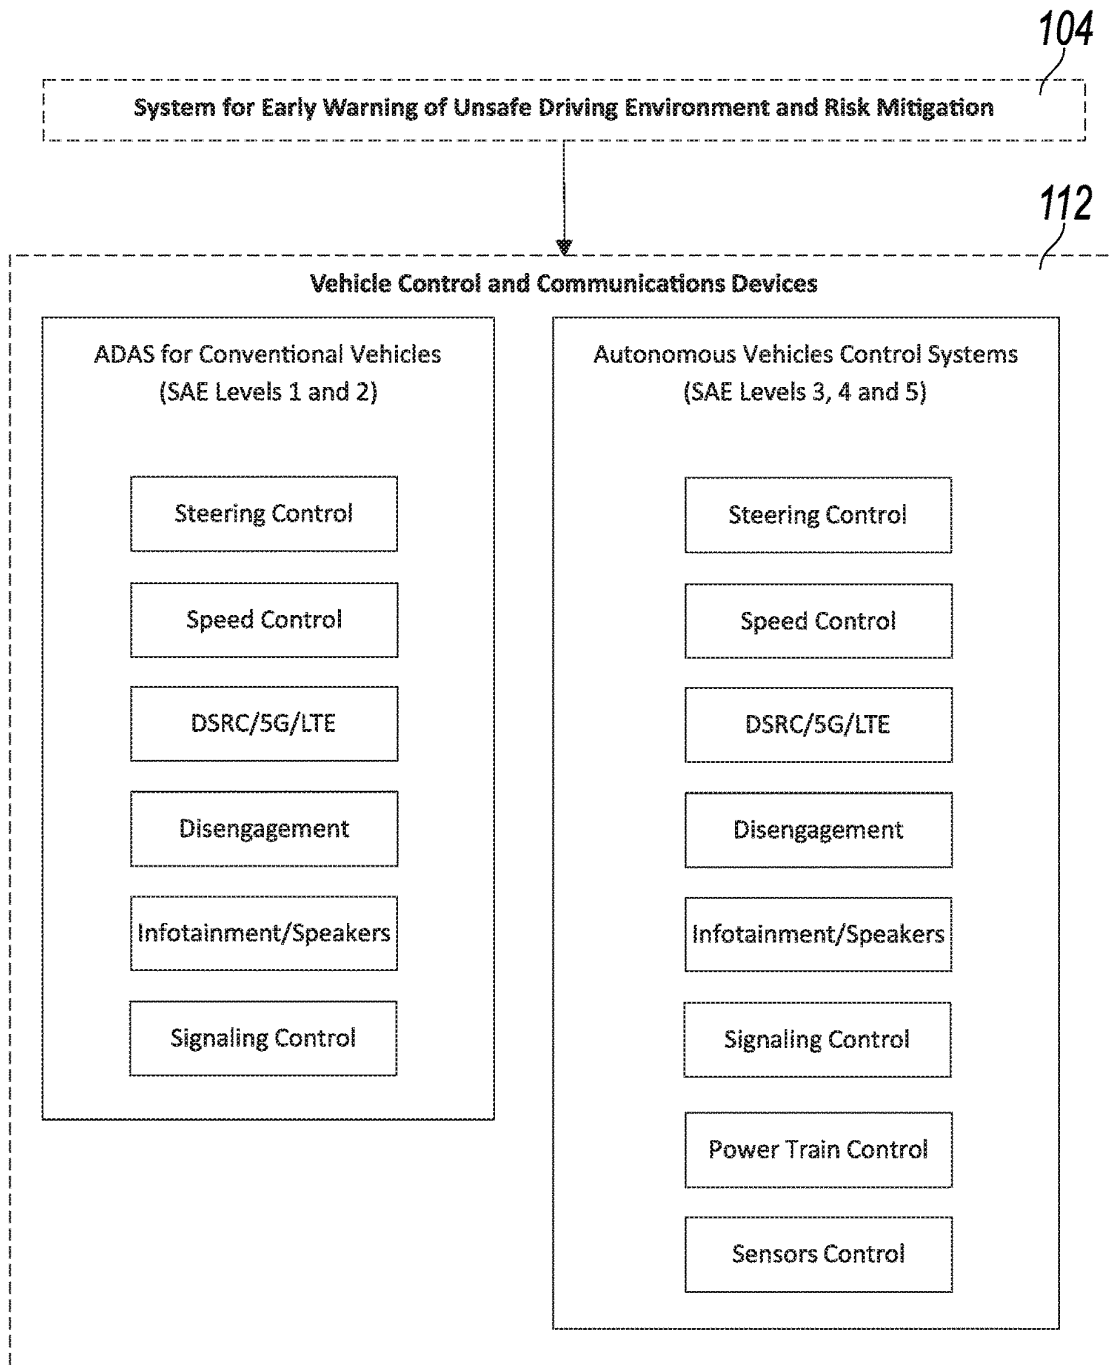 104
System for Early Warning of Unsafe Driving Environment and Risk Mitigation
112
Vehicle Control and Communications Devices
ADAS for Conventional Vehicles
(SAE Levels 1 and 2)
Steering Control
Speed Control
DSRC/5G/LTE
Disengagement
Infotainment/Speakers
Signaling Control
Autonomous Vehicles Control Systems
(SAE Levels 3, 4 and 5)
Steering Control
Speed Control
DSRC/5G/LTE
Disengagement
Infotainment/Speakers
Signaling Control
Power Train Control
Sensors Control